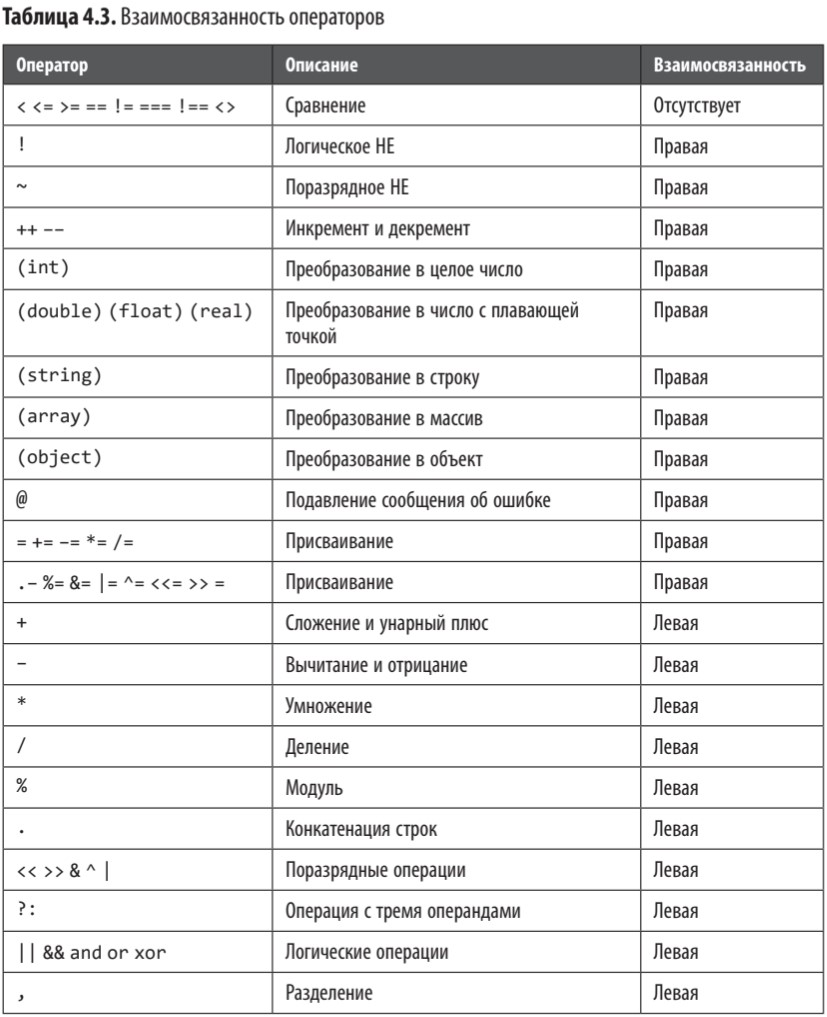 Таблица 4.3. Взаимосвязанность операторов
Оператор Описание Взаимосвязанность
< <= >= == != === !== <> Сравнение Отсутствует
! Логическое НЕ Правая
~ Поразрядное НЕ Правая
++ -- Инкремент и декремент Правая
(int) Преобразование в целое число Правая
(double) (float) (real) Преобразование в число с плавающей Правая
точкой
(string) Преобразование в строку Правая
(array) Преобразование в массив Правая
(object) Преобразование в объект Правая
@ Подавление сообщения об ошибке Правая
= += -= *= /= Присваивание Правая
.– %= &= |= ^= <<= >> = Присваивание Правая
+ Сложение и унарный плюс Левая
– Вычитание и отрицание Левая
* Умножение Левая
/ Деление Левая
% Модуль Левая
. Конкатенация строк Левая
<< >> & ^ | Поразрядные операции Левая
?: Операция с тремя операндами Левая
|| && and or xor Логические операции Левая
, Разделение Левая